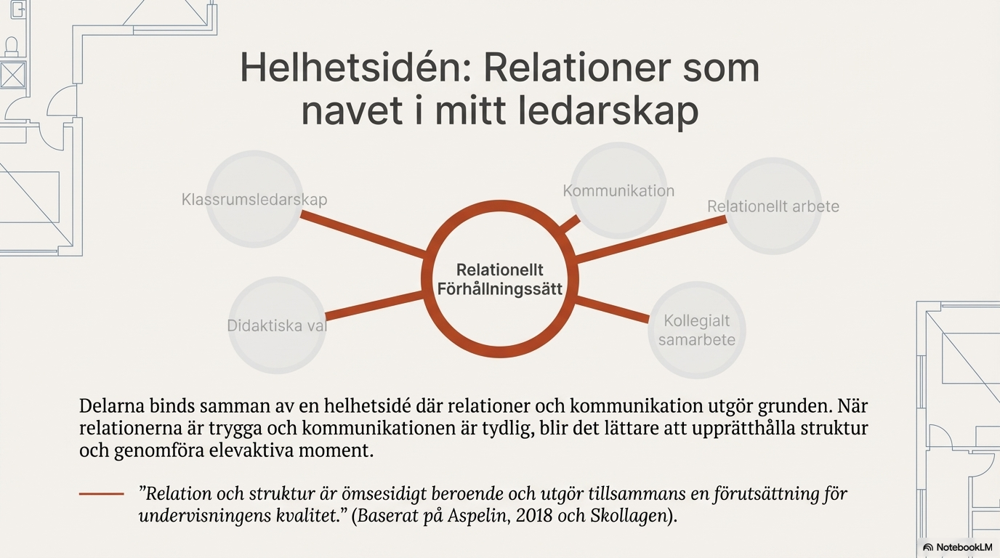 Helhetsidén: Relationer som
navet i mitt ledarskap
Klassrumsledarskap
Kommunikation
Relationellt arbete
Relationellt
Förhållningssätt
Didaktiska val
Kollegialt
samarbete
Delarna binds samman av en helhetsidé där relationer och kommunikation utgör grunden. När
relationerna är trygga och kommunikationen är tydlig, blir det lättare att upprätthålla struktur
och genomföra elevaktiva moment.
”Relation och struktur är ömsesidigt beroende och utgör tillsammans en förutsättning för
undervisningens kvalitet.” (Baserat på Aspelin, 2018 och Skollagen).
NotebookLM